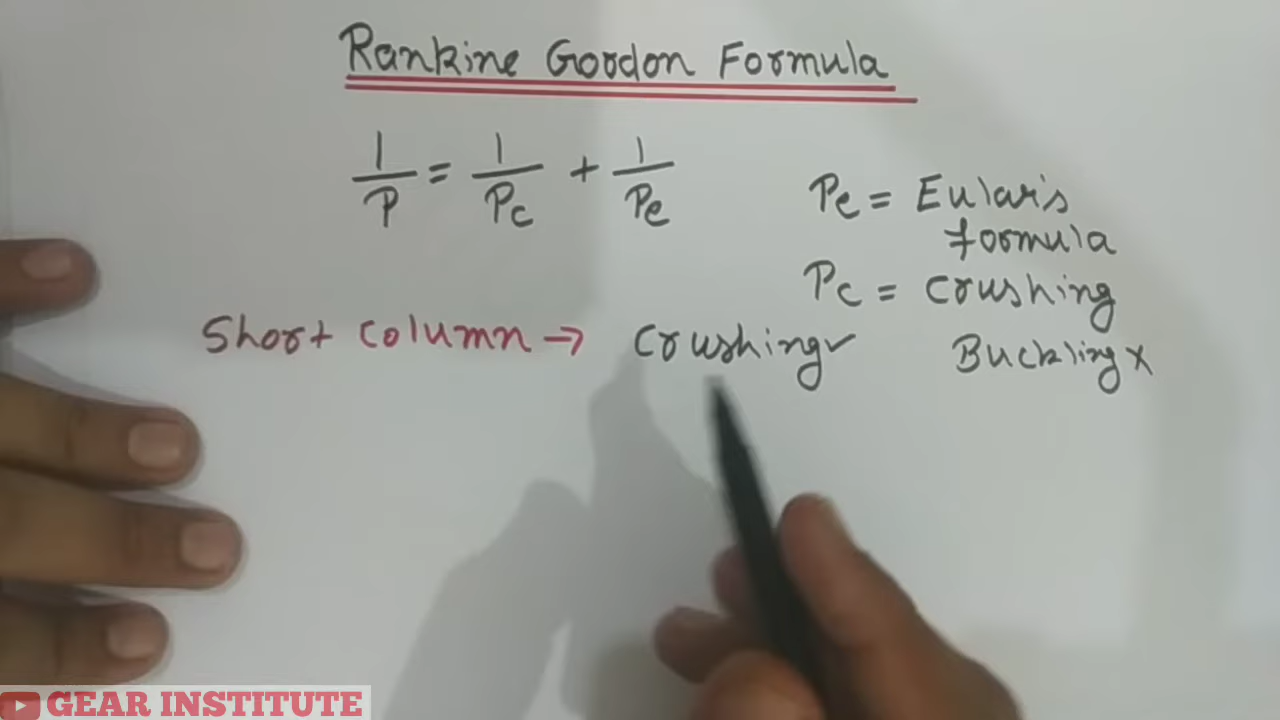 Rankine Gordon Formula
1/P = 1/Pc + 1/Pe
Pe = Eular's
formula
Pc = crushing
Short column → Crushing✓ Buckling ×
GEAR INSTITUTE